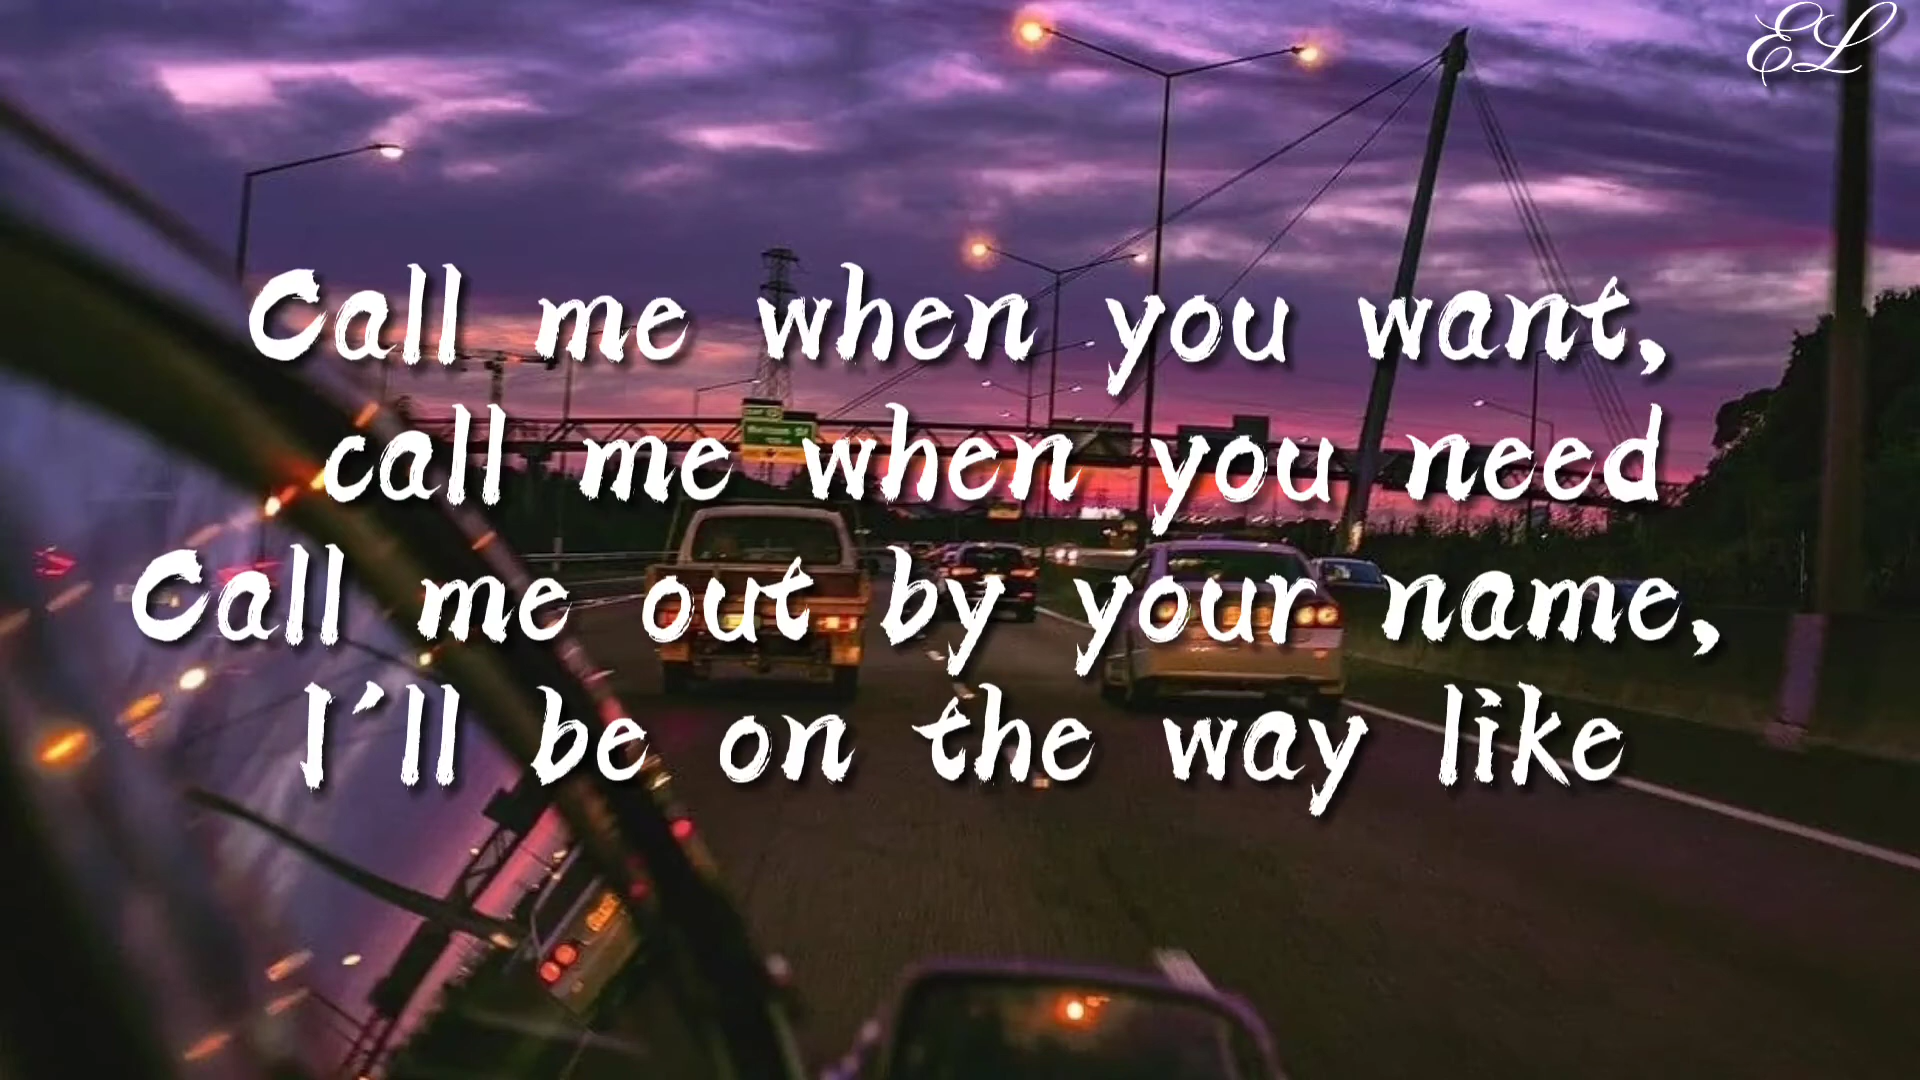 EL
Call me when you want,
call me when you need
Call me out by your name,
I'll be on the way like